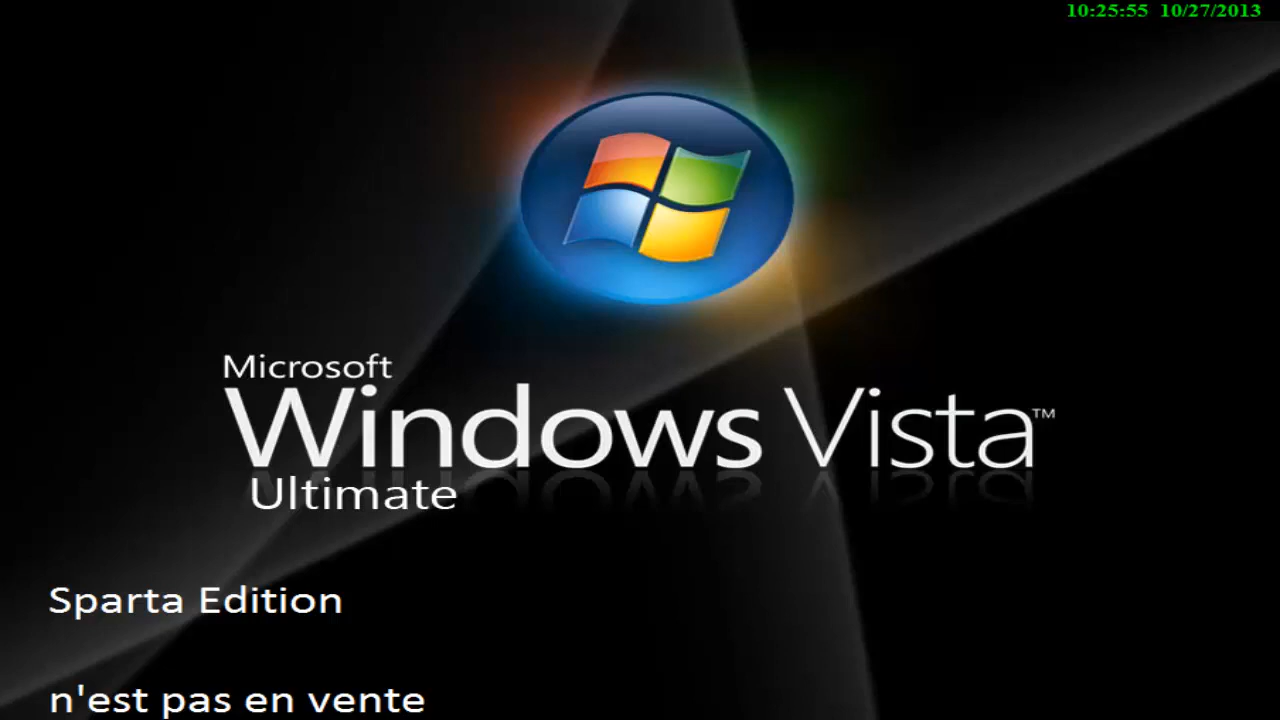 10:25:55 10/27/2013
Microsoft
Windows Vista™
Ultimate
Sparta Edition
n'est pas en vente